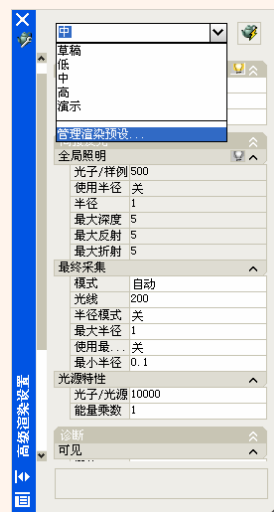 中
草稿
低
中
高
演示
管理渲染预设...
全局照明
光子/样例 500
使用半径 关
半径 1
最大深度 5
最大反射 5
最大折射 5
最终采集
模式 自动
光线 200
半径模式 关
最大半径 1
使用最... 关
最小半径 0.1
光源特性
光子/光源 10000
能量乘数 1
诊断
可见
高级渲染设置